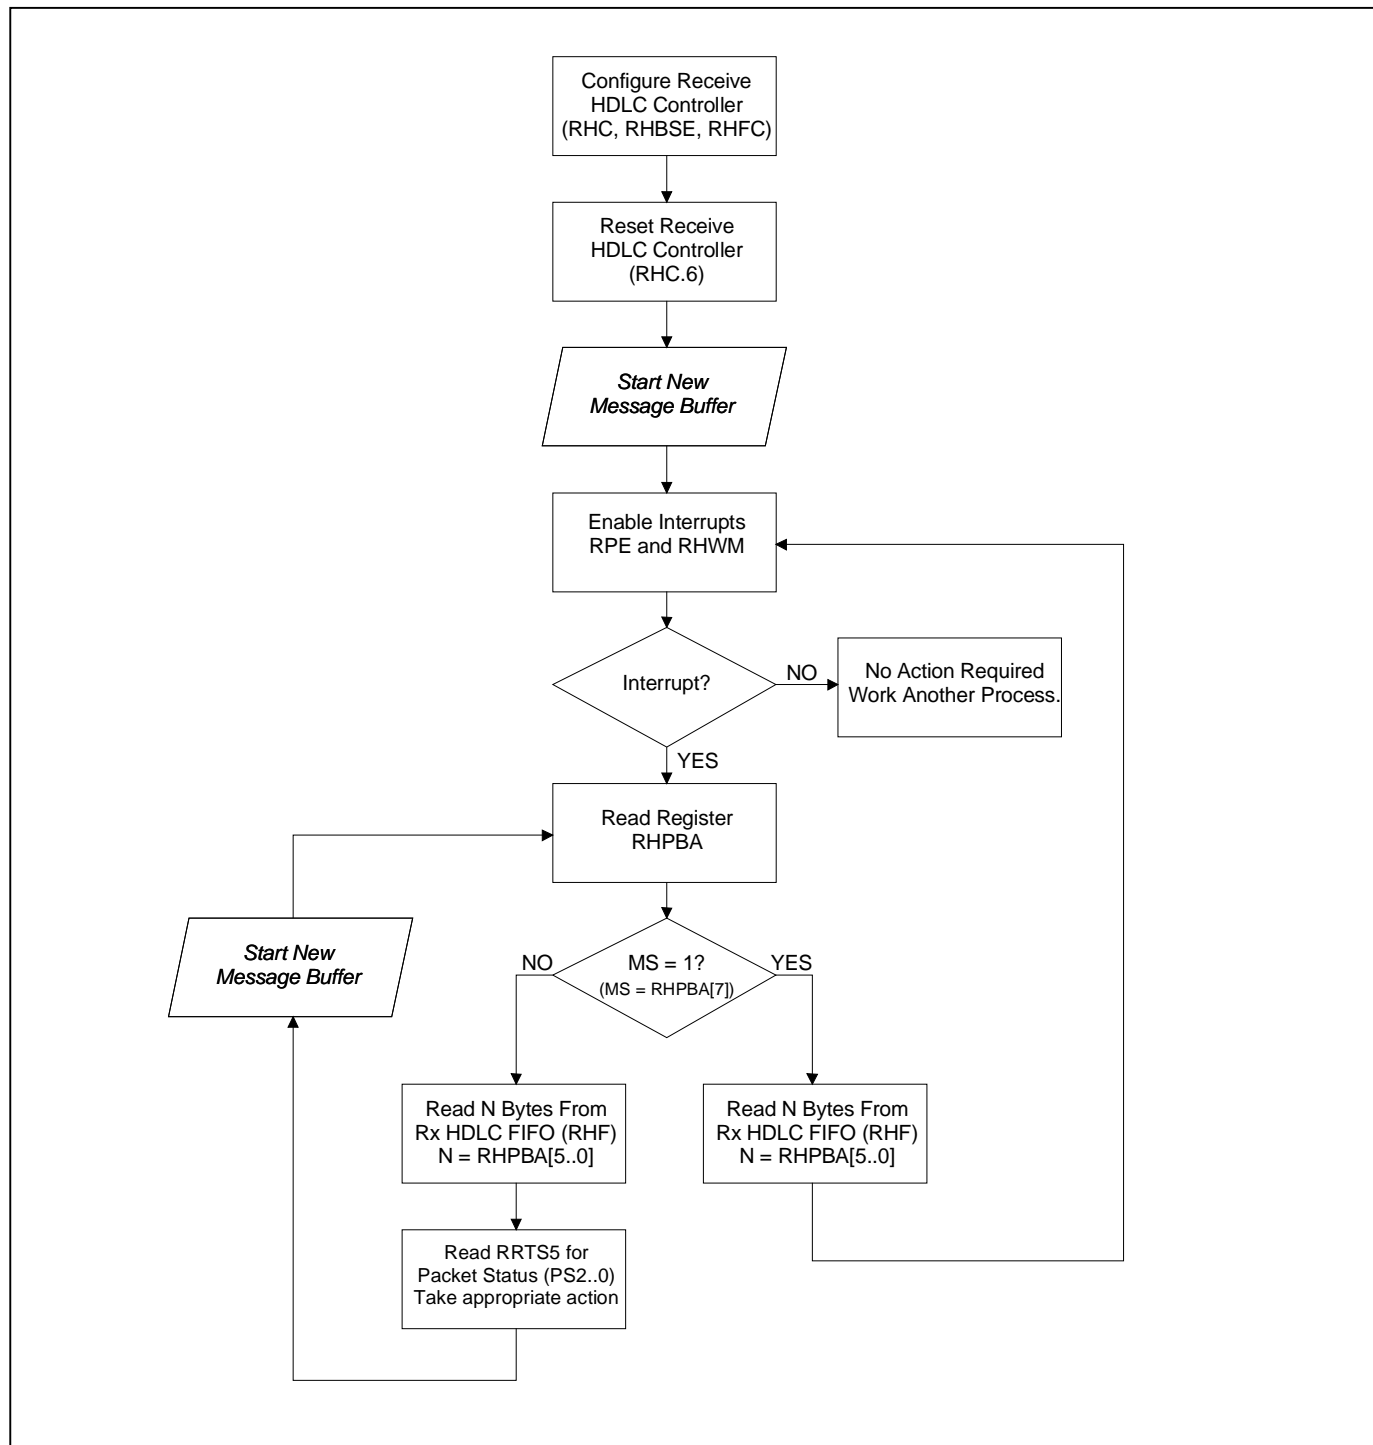 Configure Receive
HDLC Controller
(RHC, RHBSE, RHFC)
Reset Receive
HDLC Controller
(RHC.6)
Start New
Message Buffer
Enable Interrupts
RPE and RHWM
Interrupt?
NO
No Action Required
Work Another Process.
YES
Read Register
RHPBA
Start New
Message Buffer
NO
MS = 1?
(MS = RHPBA[7])
YES
Read N Bytes From
Rx HDLC FIFO (RHF)
N = RHPBA[5..0]
Read N Bytes From
Rx HDLC FIFO (RHF)
N = RHPBA[5..0]
Read RRTS5 for
Packet Status (PS2..0)
Take appropriate action